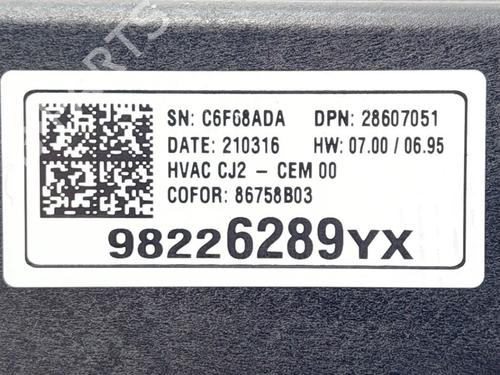 SN: C6F68ADA DPN: 28607051
DATE: 210316 HW: 07.00 / 06.95
HVAC CJ2 - CEM 00
COFOR: 86758B03
98226289YX